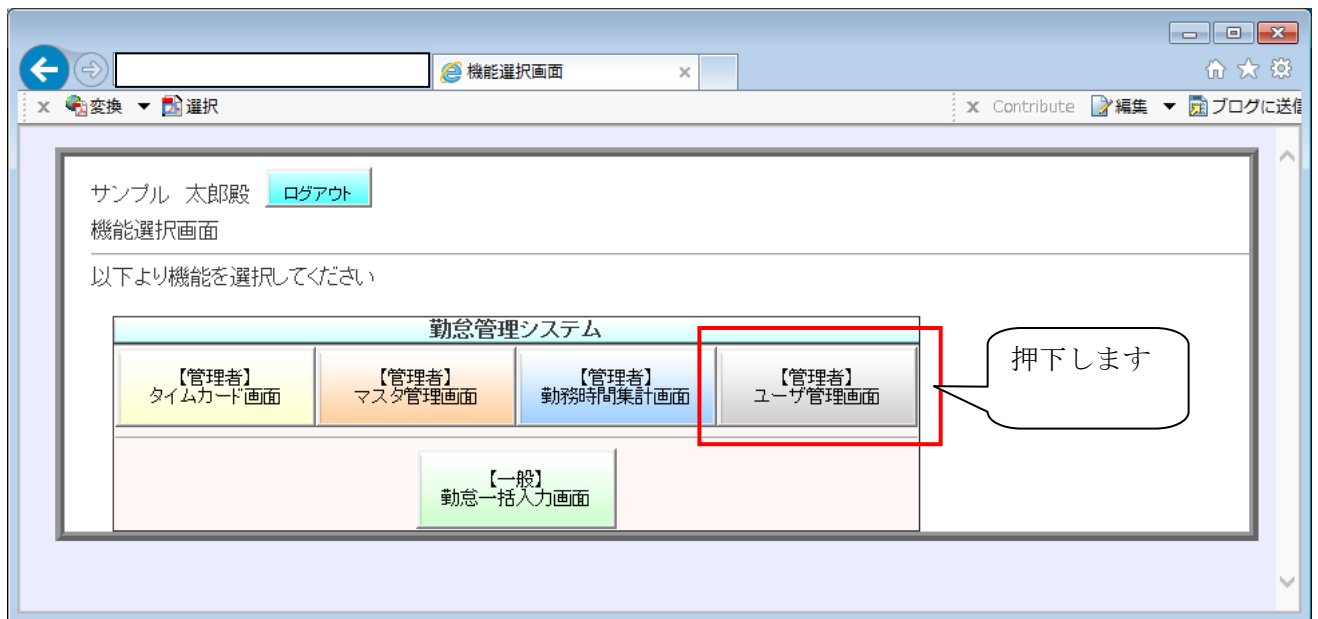 機能選択画面
変換
選択
Contribute
編集
ブログに送信
サンプル 太郎殿
ログアウト
機能選択画面
以下より機能を選択してください
勤怠管理システム
【管理者】
タイムカード画面
【管理者】
マスタ管理画面
【管理者】
勤務時間集計画面
【管理者】
ユーザ管理画面
押下します
【一般】
勤怠一括入力画面